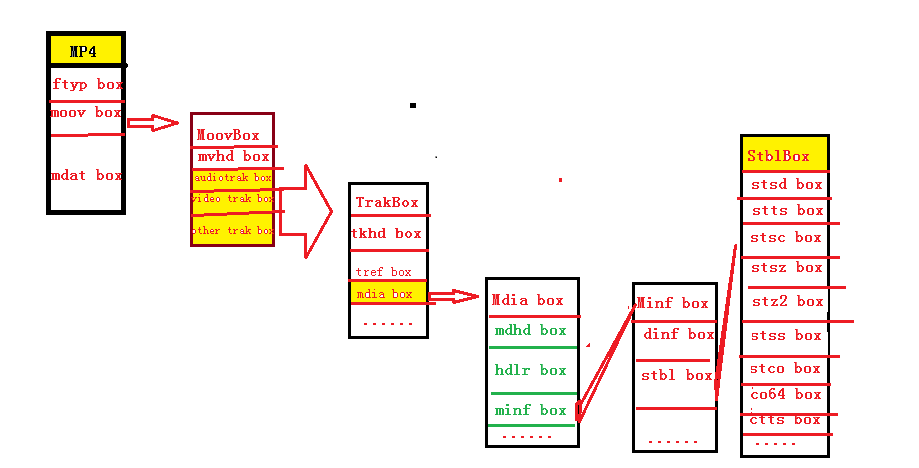 MP4
ftyp box
moov box
mdat box
MoovBox
mvhd box
audiotrak box
video trak box
other trak box
TrakBox
tkhd box
tref box
mdia box
......
Mdia box
mdhd box
hdlr box
minf box
......
Minf box
dinf box
stbl box
......
StblBox
stsd box
stts box
stsc box
stsz box
stz2 box
stss box
stco box
co64 box
ctts box
.....